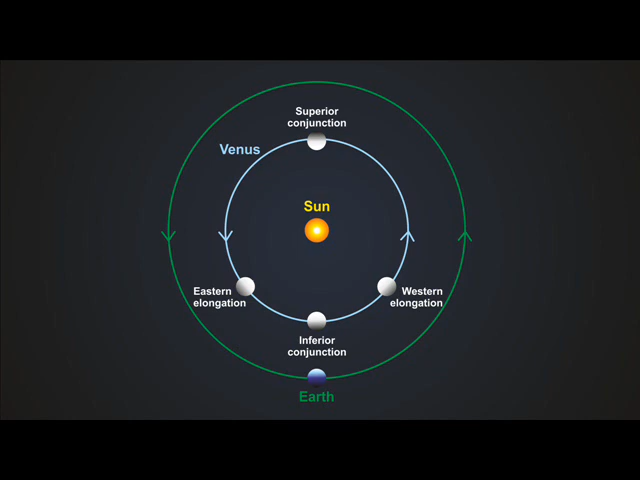 Superior
conjunction
Venus
Sun
Eastern
elongation
Western
elongation
Inferior
conjunction
Earth